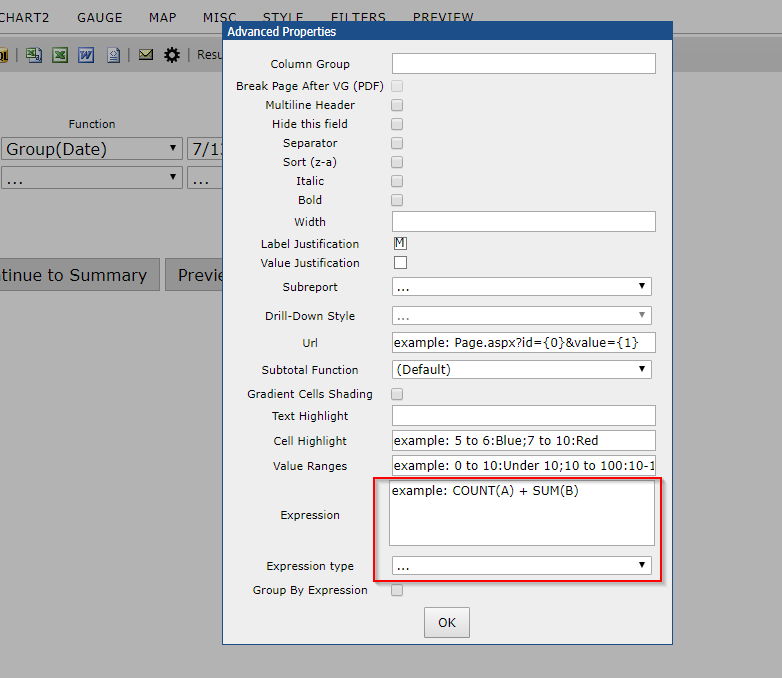 CHART2 GAUGE MAP MISC STYLE FILTERS PREVIEW
Advanced Properties
Resu
Column Group
Break Page After VG (PDF)
Multiline Header
Function
Hide this field
Separator
Group(Date) 7/1
Sort (z-a)
... ...
Italic
Bold
Width
Label Justification M
Value Justification
tinue to Summary Previe
Subreport ...
Drill-Down Style ...
Url example: Page.aspx?id={0}&value={1}
Subtotal Function (Default)
Gradient Cells Shading
Text Highlight
Cell Highlight example: 5 to 6:Blue;7 to 10:Red
Value Ranges example: 0 to 10:Under 10;10 to 100:10-1
example: COUNT(A) + SUM(B)
Expression
Expression type ...
Group By Expression
OK